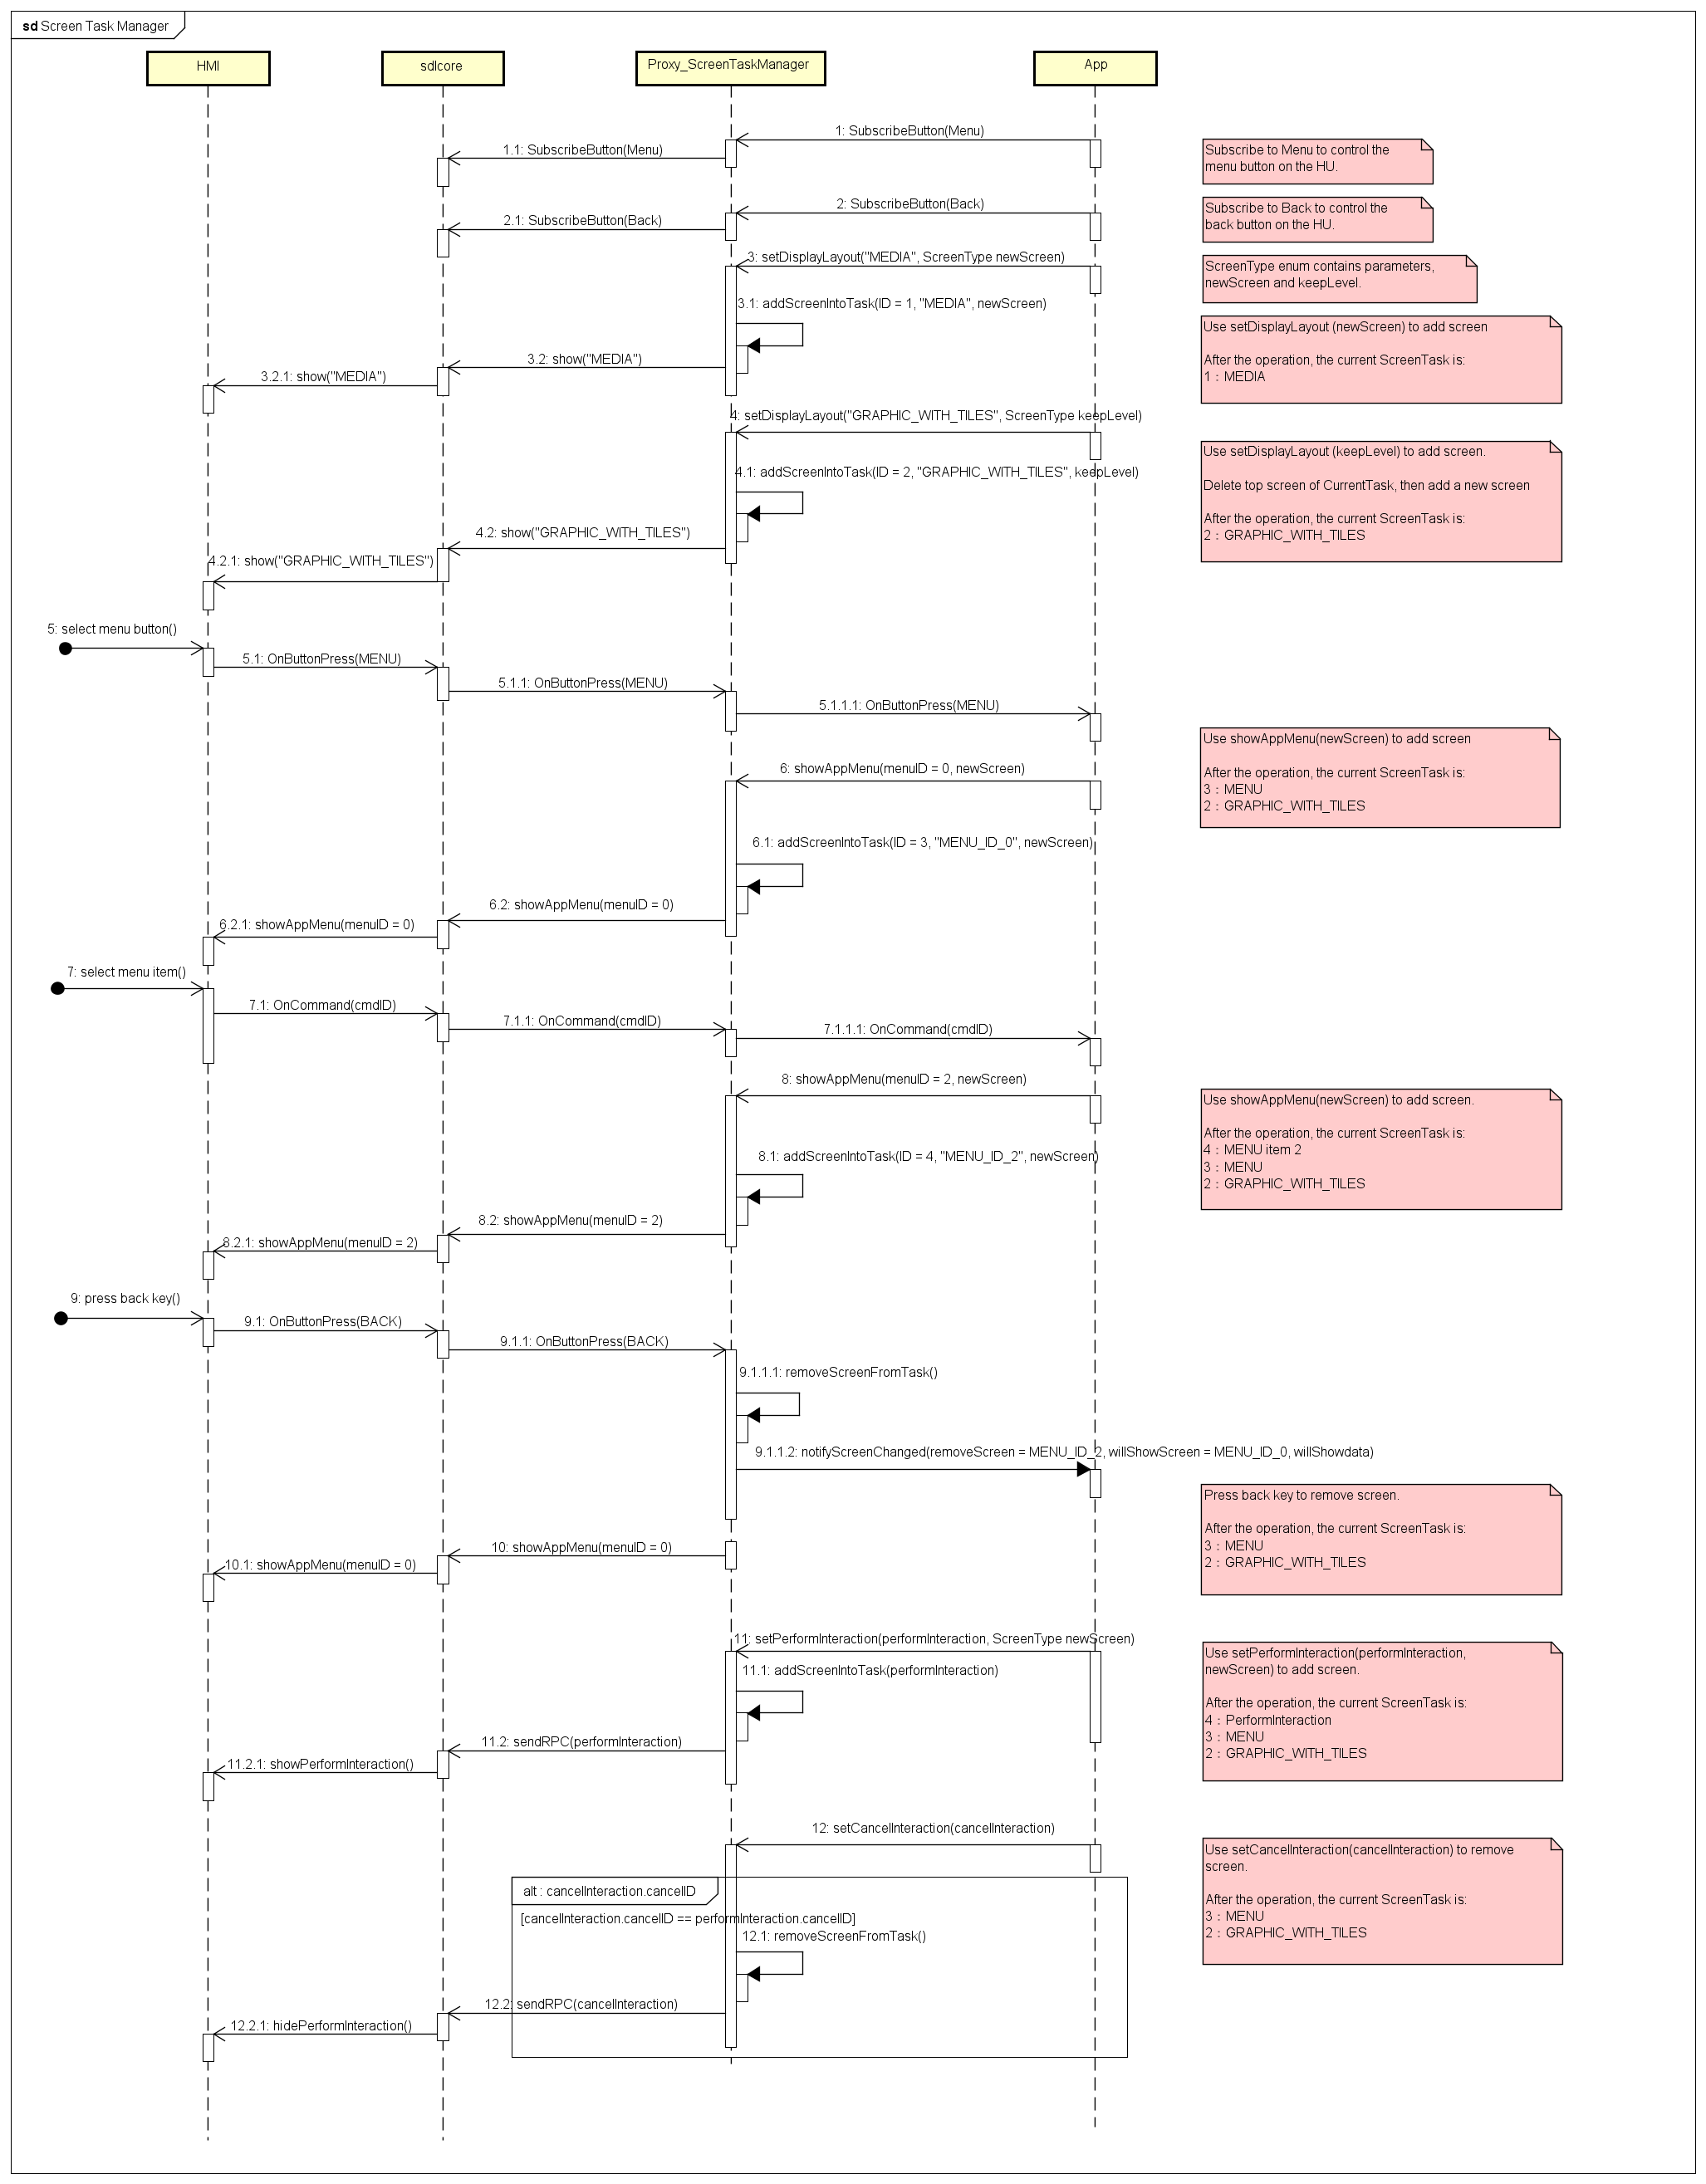 sd Screen Task Manager
HMI
sdlcore
Proxy_ScreenTaskManager
App
1: SubscribeButton(Menu)
1.1: SubscribeButton(Menu)
Subscribe to Menu to control the
menu button on the HU.
2: SubscribeButton(Back)
2.1: SubscribeButton(Back)
Subscribe to Back to control the
back button on the HU.
3: setDisplayLayout("MEDIA", ScreenType newScreen)
ScreenType enum contains parameters,
newScreen and keepLevel.
3.1: addScreenIntoTask(ID = 1, "MEDIA", newScreen)
3.2: show("MEDIA")
3.2.1: show("MEDIA")
Use setDisplayLayout (newScreen) to add screen
After the operation, the current ScreenTask is:
1：MEDIA
4: setDisplayLayout("GRAPHIC_WITH_TILES", ScreenType keepLevel)
4.1: addScreenIntoTask(ID = 2, "GRAPHIC_WITH_TILES", keepLevel)
4.2: show("GRAPHIC_WITH_TILES")
4.2.1: show("GRAPHIC_WITH_TILES")
Use setDisplayLayout (keepLevel) to add screen.
Delete top screen of CurrentTask, then add a new screen
After the operation, the current ScreenTask is:
2：GRAPHIC_WITH_TILES
5: select menu button()
5.1: OnButtonPress(MENU)
5.1.1: OnButtonPress(MENU)
5.1.1.1: OnButtonPress(MENU)
Use showAppMenu(newScreen) to add screen
After the operation, the current ScreenTask is:
3：MENU
2：GRAPHIC_WITH_TILES
6: showAppMenu(menuID = 0, newScreen)
6.1: addScreenIntoTask(ID = 3, "MENU_ID_0", newScreen)
6.2: showAppMenu(menuID = 0)
6.2.1: showAppMenu(menuID = 0)
7: select menu item()
7.1: OnCommand(cmdID)
7.1.1: OnCommand(cmdID)
7.1.1.1: OnCommand(cmdID)
8: showAppMenu(menuID = 2, newScreen)
8.1: addScreenIntoTask(ID = 4, "MENU_ID_2", newScreen)
8.2: showAppMenu(menuID = 2)
8.2.1: showAppMenu(menuID = 2)
Use showAppMenu(newScreen) to add screen.
After the operation, the current ScreenTask is:
4：MENU item 2
3：MENU
2：GRAPHIC_WITH_TILES
9: press back key()
9.1: OnButtonPress(BACK)
9.1.1: OnButtonPress(BACK)
9.1.1.1: removeScreenFromTask()
9.1.1.2: notifyScreenChanged(removeScreen = MENU_ID_2, willShowScreen = MENU_ID_0, willShowdata)
Press back key to remove screen.
After the operation, the current ScreenTask is:
3：MENU
2：GRAPHIC_WITH_TILES
10: showAppMenu(menuID = 0)
10.1: showAppMenu(menuID = 0)
11: setPerformInteraction(performInteraction, ScreenType newScreen)
11.1: addScreenIntoTask(performInteraction)
11.2: sendRPC(performInteraction)
11.2.1: showPerformInteraction()
Use setPerformInteraction(performInteraction,
newScreen) to add screen.
After the operation, the current ScreenTask is:
4：PerformInteraction
3：MENU
2：GRAPHIC_WITH_TILES
12: setCancelInteraction(cancelInteraction)
alt : cancelInteraction.cancelID
[cancelInteraction.cancelID == performInteraction.cancelID]
12.1: removeScreenFromTask()
12.2: sendRPC(cancelInteraction)
12.2.1: hidePerformInteraction()
Use setCancelInteraction(cancelInteraction) to remove
screen.
After the operation, the current ScreenTask is:
3：MENU
2：GRAPHIC_WITH_TILES